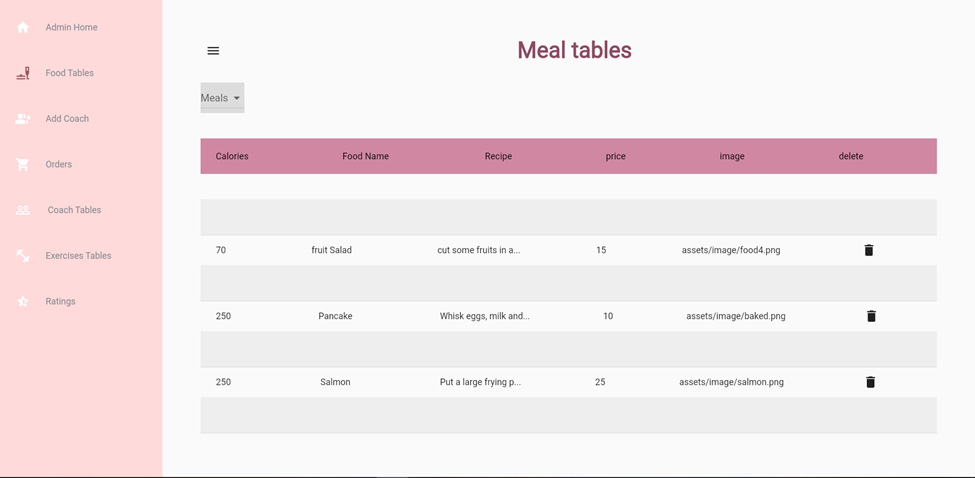 Admin Home
Food Tables
Add Coach
Orders
Coach Tables
Exercises Tables
Ratings
Meal tables
Meals
Calories Food Name Recipe price image delete
70 fruit Salad cut some fruits in a... 15 assets/image/food4.png
250 Pancake Whisk eggs, milk and... 10 assets/image/baked.png
250 Salmon Put a large frying p... 25 assets/image/salmon.png